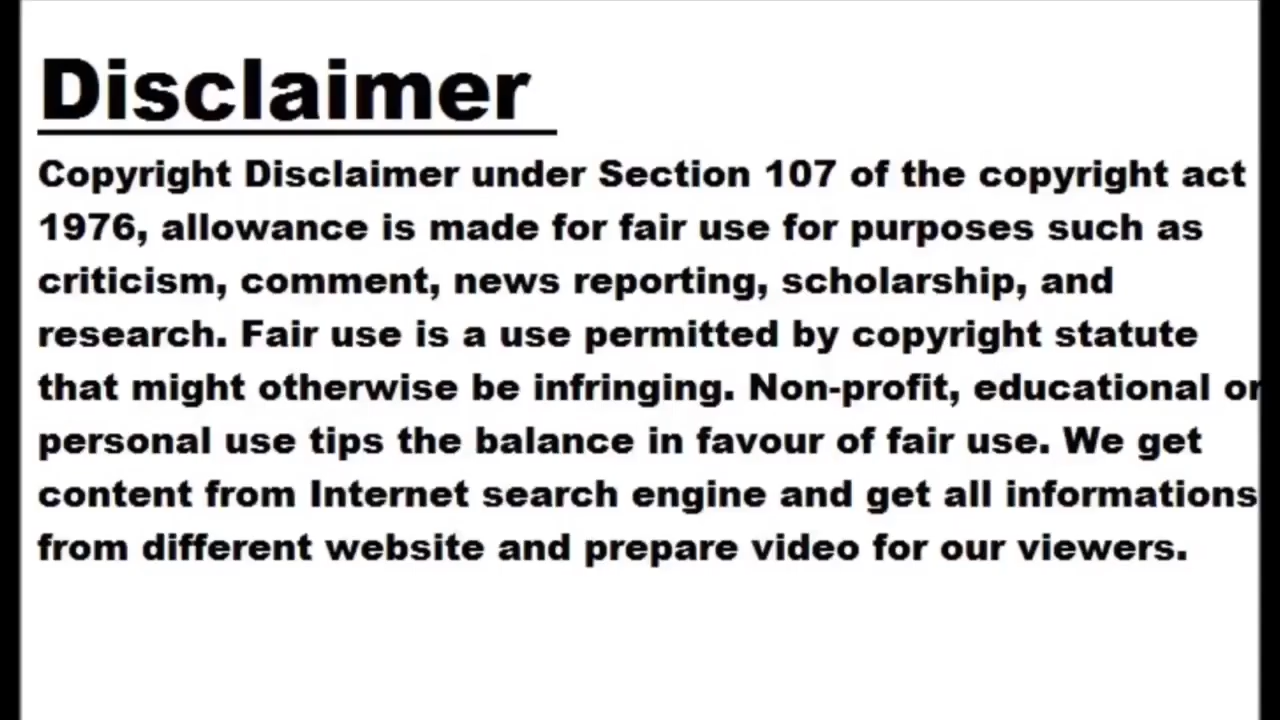 Disclaimer
Copyright Disclaimer under Section 107 of the copyright act
1976, allowance is made for fair use for purposes such as
criticism, comment, news reporting, scholarship, and
research. Fair use is a use permitted by copyright statute
that might otherwise be infringing. Non-profit, educational or
personal use tips the balance in favour of fair use. We get
content from Internet search engine and get all informations
from different website and prepare video for our viewers.